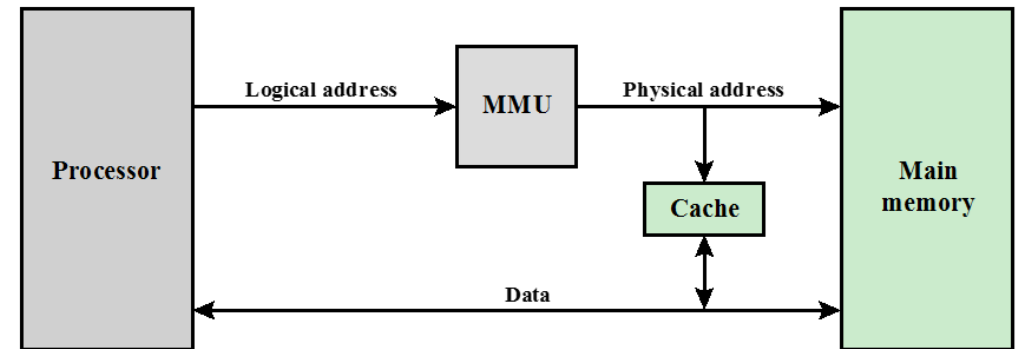 Logical address
MMU
Physical address
Processor
Main
memory
Cache
Data